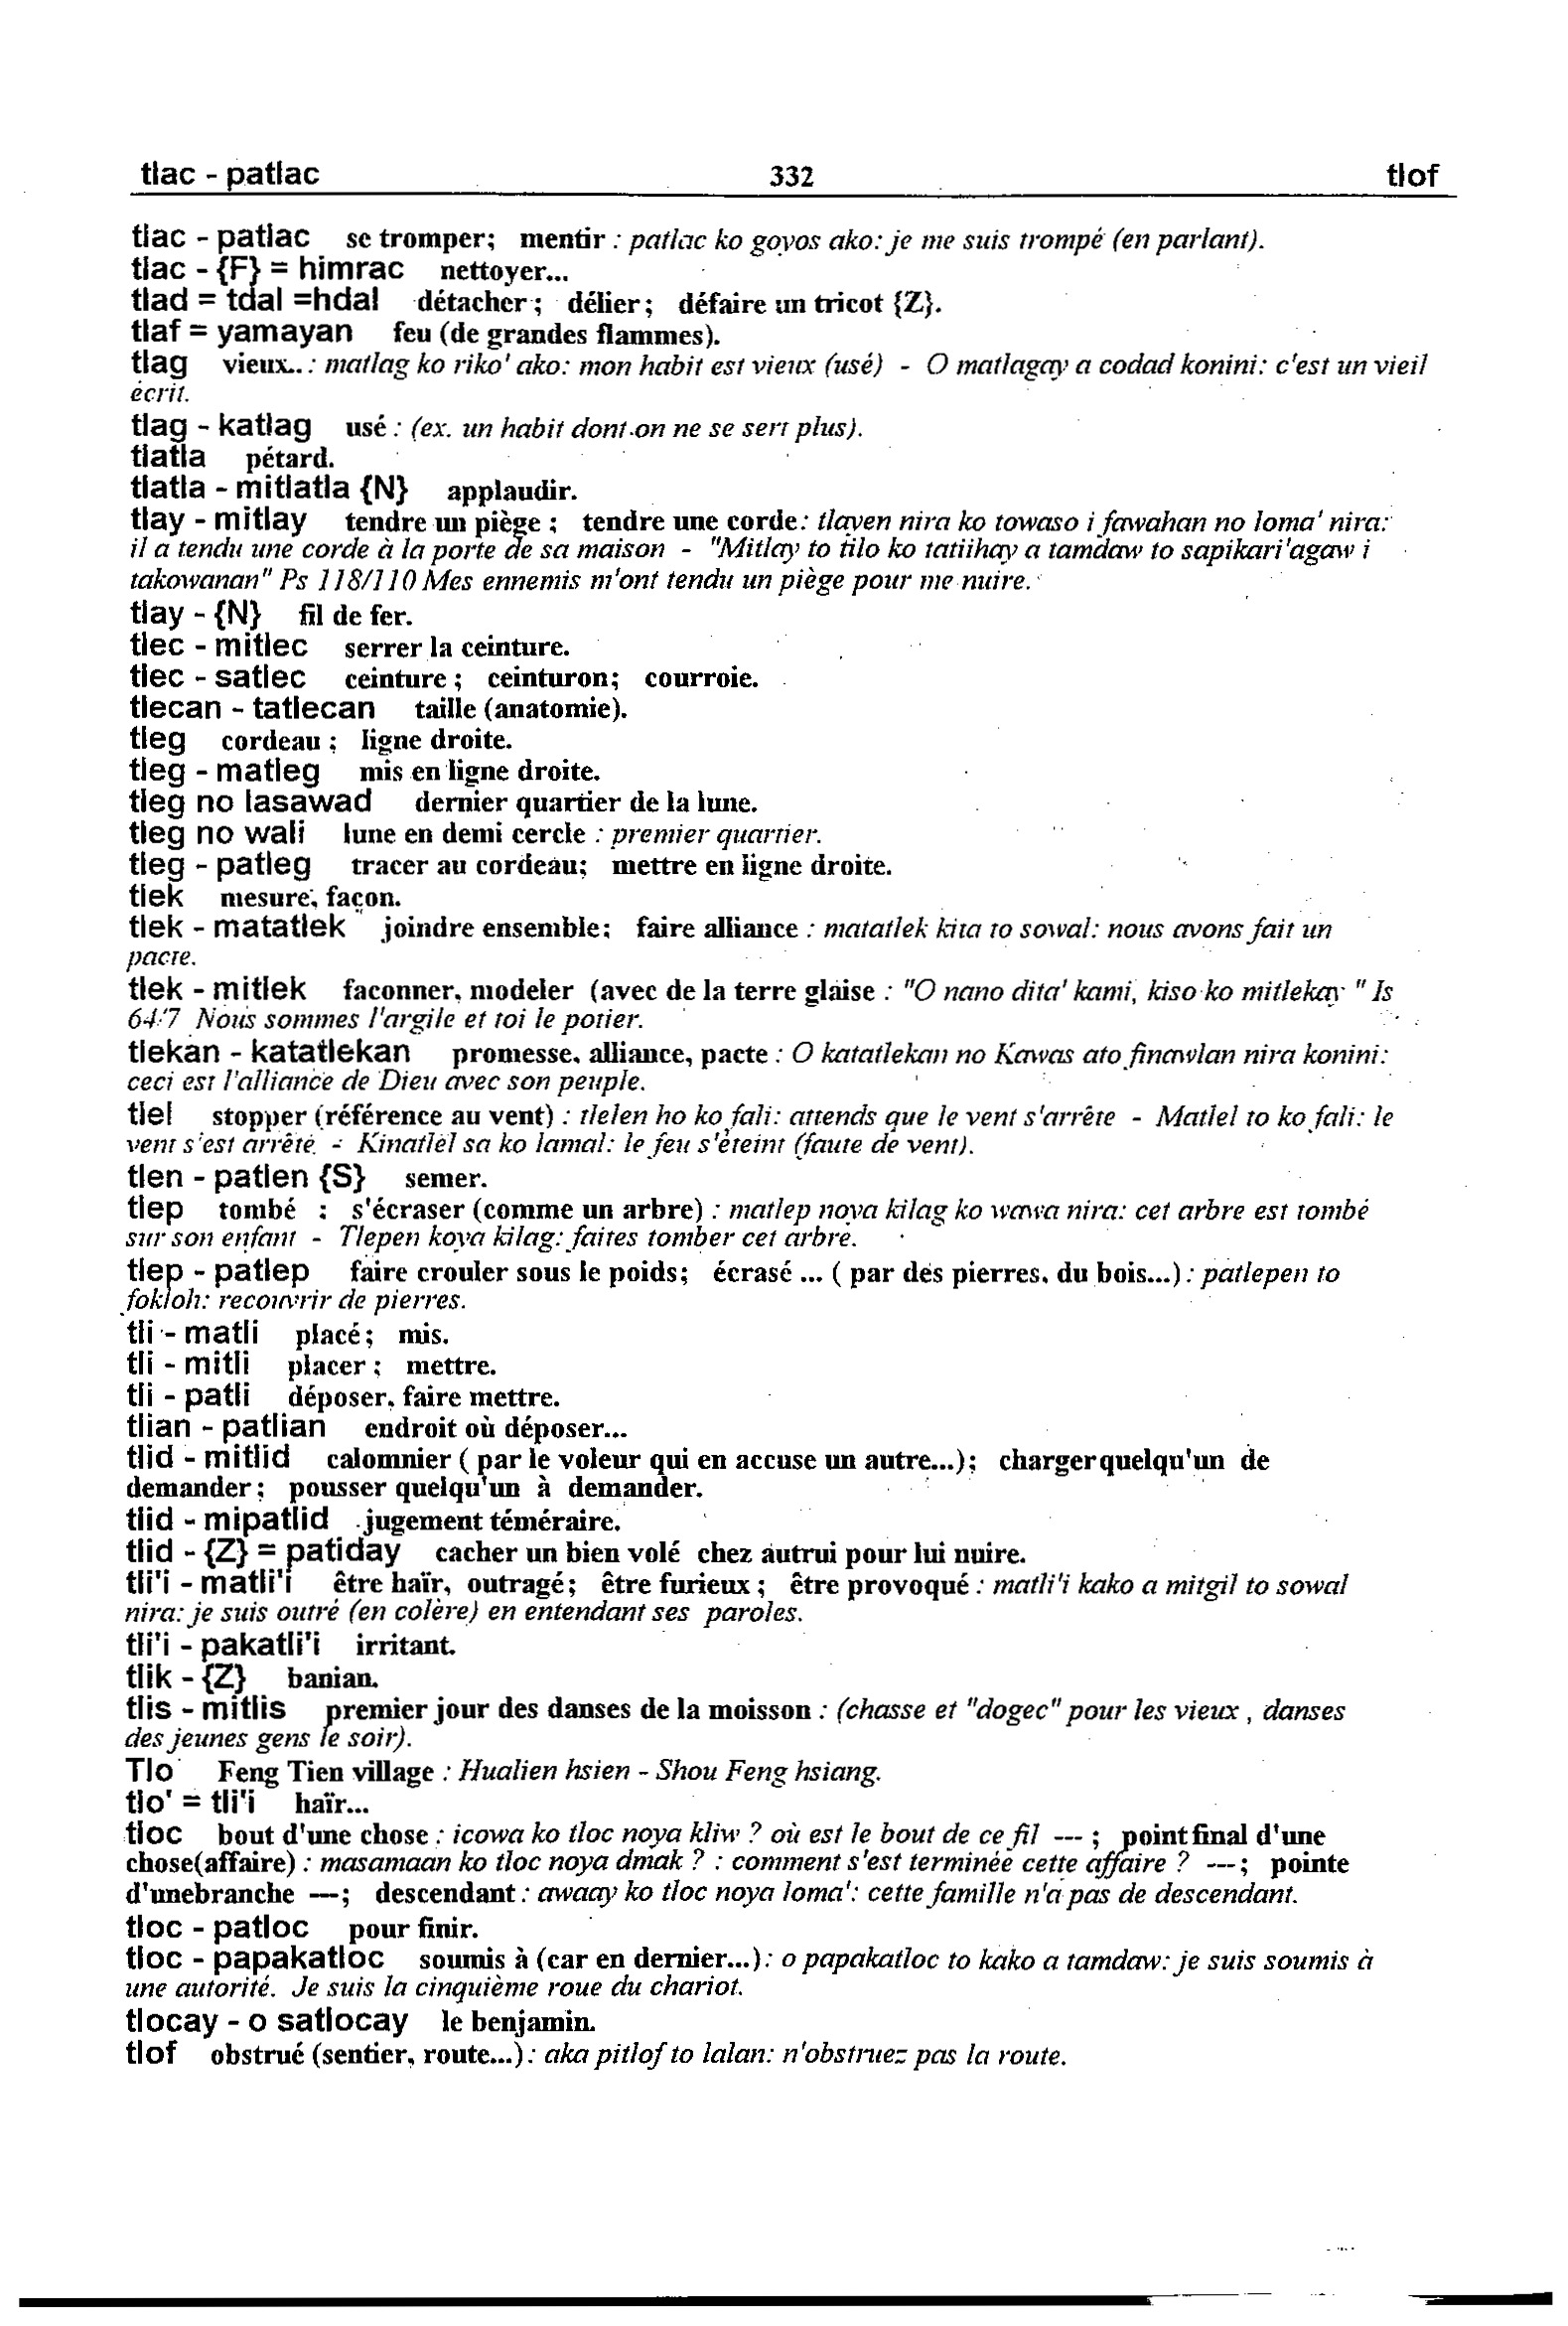 tlac - patlac 332 tlof
tlac - patlac se tromper; mentir : patlac ko goyos ako: je me suis trompé (en parlant).
tlac - {F} = himrac nettoyer...
tlad = tdal =hdal détacher ; délier ; défaire un tricot {Z}.
tlaf = yamayan feu (de grandes flammes).
tlag vieux.. : matlag ko riko' ako: mon habit est vieux (usé) - O matlagay a codad konini: c'est un vieil
écrit.
tlag - katlag usé : (ex. un habit dont on ne se sert plus).
tlatla pétard.
tlatla - mitlatla {N} applaudir.
tlay - mitlay tendre un piège ; tendre une corde: tlayen nira ko towaso i fawahan no loma' nira:
il a tendu une corde à la porte de sa maison - "Mitlay to tilo ko tatiihay a tamdaw to sapikari'agaw i
takowanan" Ps 118/110 Mes ennemis m'ont tendu un piège pour me nuire.
tlay - {N} fil de fer.
tlec - mitlec serrer la ceinture.
tlec - satlec ceinture ; ceinturon; courroie.
tlecan - tatlecan taille (anatomie).
tleg cordeau ; ligne droite.
tleg - matleg mis en ligne droite.
tleg no lasawad dernier quartier de la lune.
tleg no wali lune en demi cercle : premier quartier.
tleg - patleg tracer au cordeau; mettre en ligne droite.
tlek mesure, façon.
tlek - matatlek joindre ensemble; faire alliance : matatlek kita to sowal: nous avons fait un
pacte.
tlek - mitlek faconner, modeler (avec de la terre glaise : "O nano dita' kami, kiso ko mitlekay " Is
64/7 Nous sommes l'argile et toi le potier.
tlekan - katatlekan promesse, alliance, pacte : O katatlekan no Kawas ato finawlan nira konini:
ceci est l'alliance de Dieu avec son peuple.
tlel stopper (référence au vent) : tlelen ho ko fali: attends que le vent s'arrête - Matlel to ko fali: le
vent s'est arrêté. - Kinatlel sa ko lamal: le feu s'éteint (faute de vent).
tlen - patlen {S} semer.
tlep tombé ; s'écraser (comme un arbre) : matlep noya kilag ko wawa nira: cet arbre est tombé
sur son enfant - Tlepen koya kilag: faites tomber cet arbre.
tlep - patlep faire crouler sous le poids; écrasé ... ( par des pierres, du bois...) : patlepen to
fokloh: recouvrir de pierres.
tli - matli placé ; mis.
tli - mitli placer ; mettre.
tli - patli déposer, faire mettre.
tlian - patlian endroit où déposer...
tlid - mitlid calomnier ( par le voleur qui en accuse un autre...); charger quelqu'un de
demander ; pousser quelqu'un à demander.
tlid - mipatlid jugement téméraire.
tlid - {Z} = patiday cacher un bien volé chez autrui pour lui nuire.
tli'i - matli'i être haïr, outragé ; être furieux ; être provoqué : matli'i kako a mitgil to sowal
nira: je suis outré (en colère) en entendant ses paroles.
tli'i - pakatli'i irritant.
tlik - {Z} banian.
tlis - mitlis premier jour des danses de la moisson : (chasse et "dogec" pour les vieux , danses
des jeunes gens le soir).
Tlo Feng Tien village : Hualien hsien - Shou Feng hsiang.
tlo' = tli'i haïr...
tloc bout d'une chose : icowa ko tloc noya kliw ? où est le bout de ce fil --- ; point final d'une
chose(affaire) : masamaan ko tloc noya dmak ? : comment s'est terminée cette affaire ? ---; pointe
d'unebranche ---; descendant : awaay ko tloc noya loma': cette famille n'a pas de descendant.
tloc - patloc pour finir.
tloc - papakatloc soumis à (car en dernier...) : o papakatloc to kako a tamdaw: je suis soumis à
une autorité. Je suis la cinquième roue du chariot.
tlocay - o satlocay le benjamin.
tlof obstrué (sentier, route...) : aka pitlof to lalan: n'obstruez pas la route.